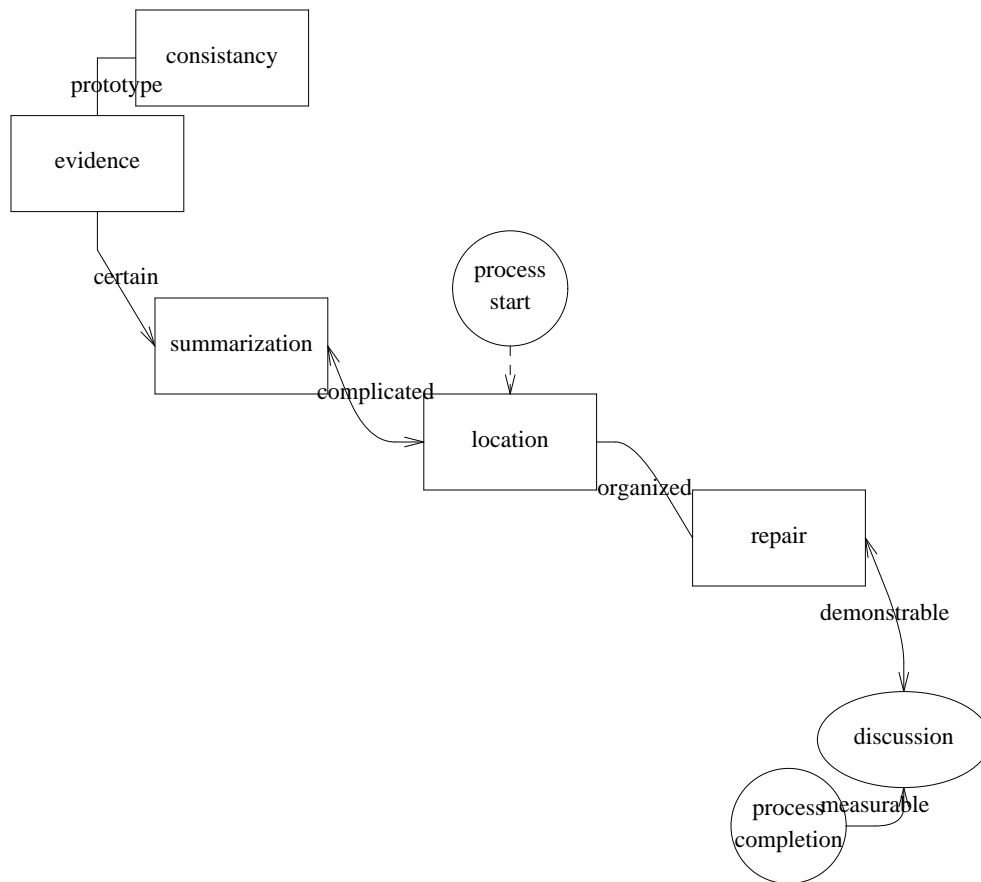 consistancy
prototype
evidence
certain
process
start
summarization
complicated
location
organized
repair
demonstrable
discussion
measurable
process
completion